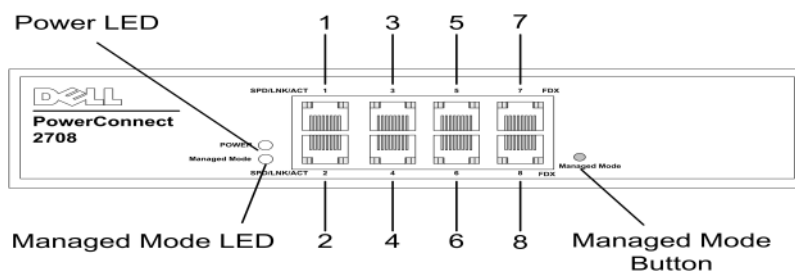 Power LED
1 3 5 7
SPD/LNK/ACT 1 3 5 7 FDX
DELL
PowerConnect
2708
POWER
Managed Mode
SPD/LNK/ACT 2 4 6 8 FDX
Managed Mode
Managed Mode LED
2 4 6 8
Managed Mode
Button